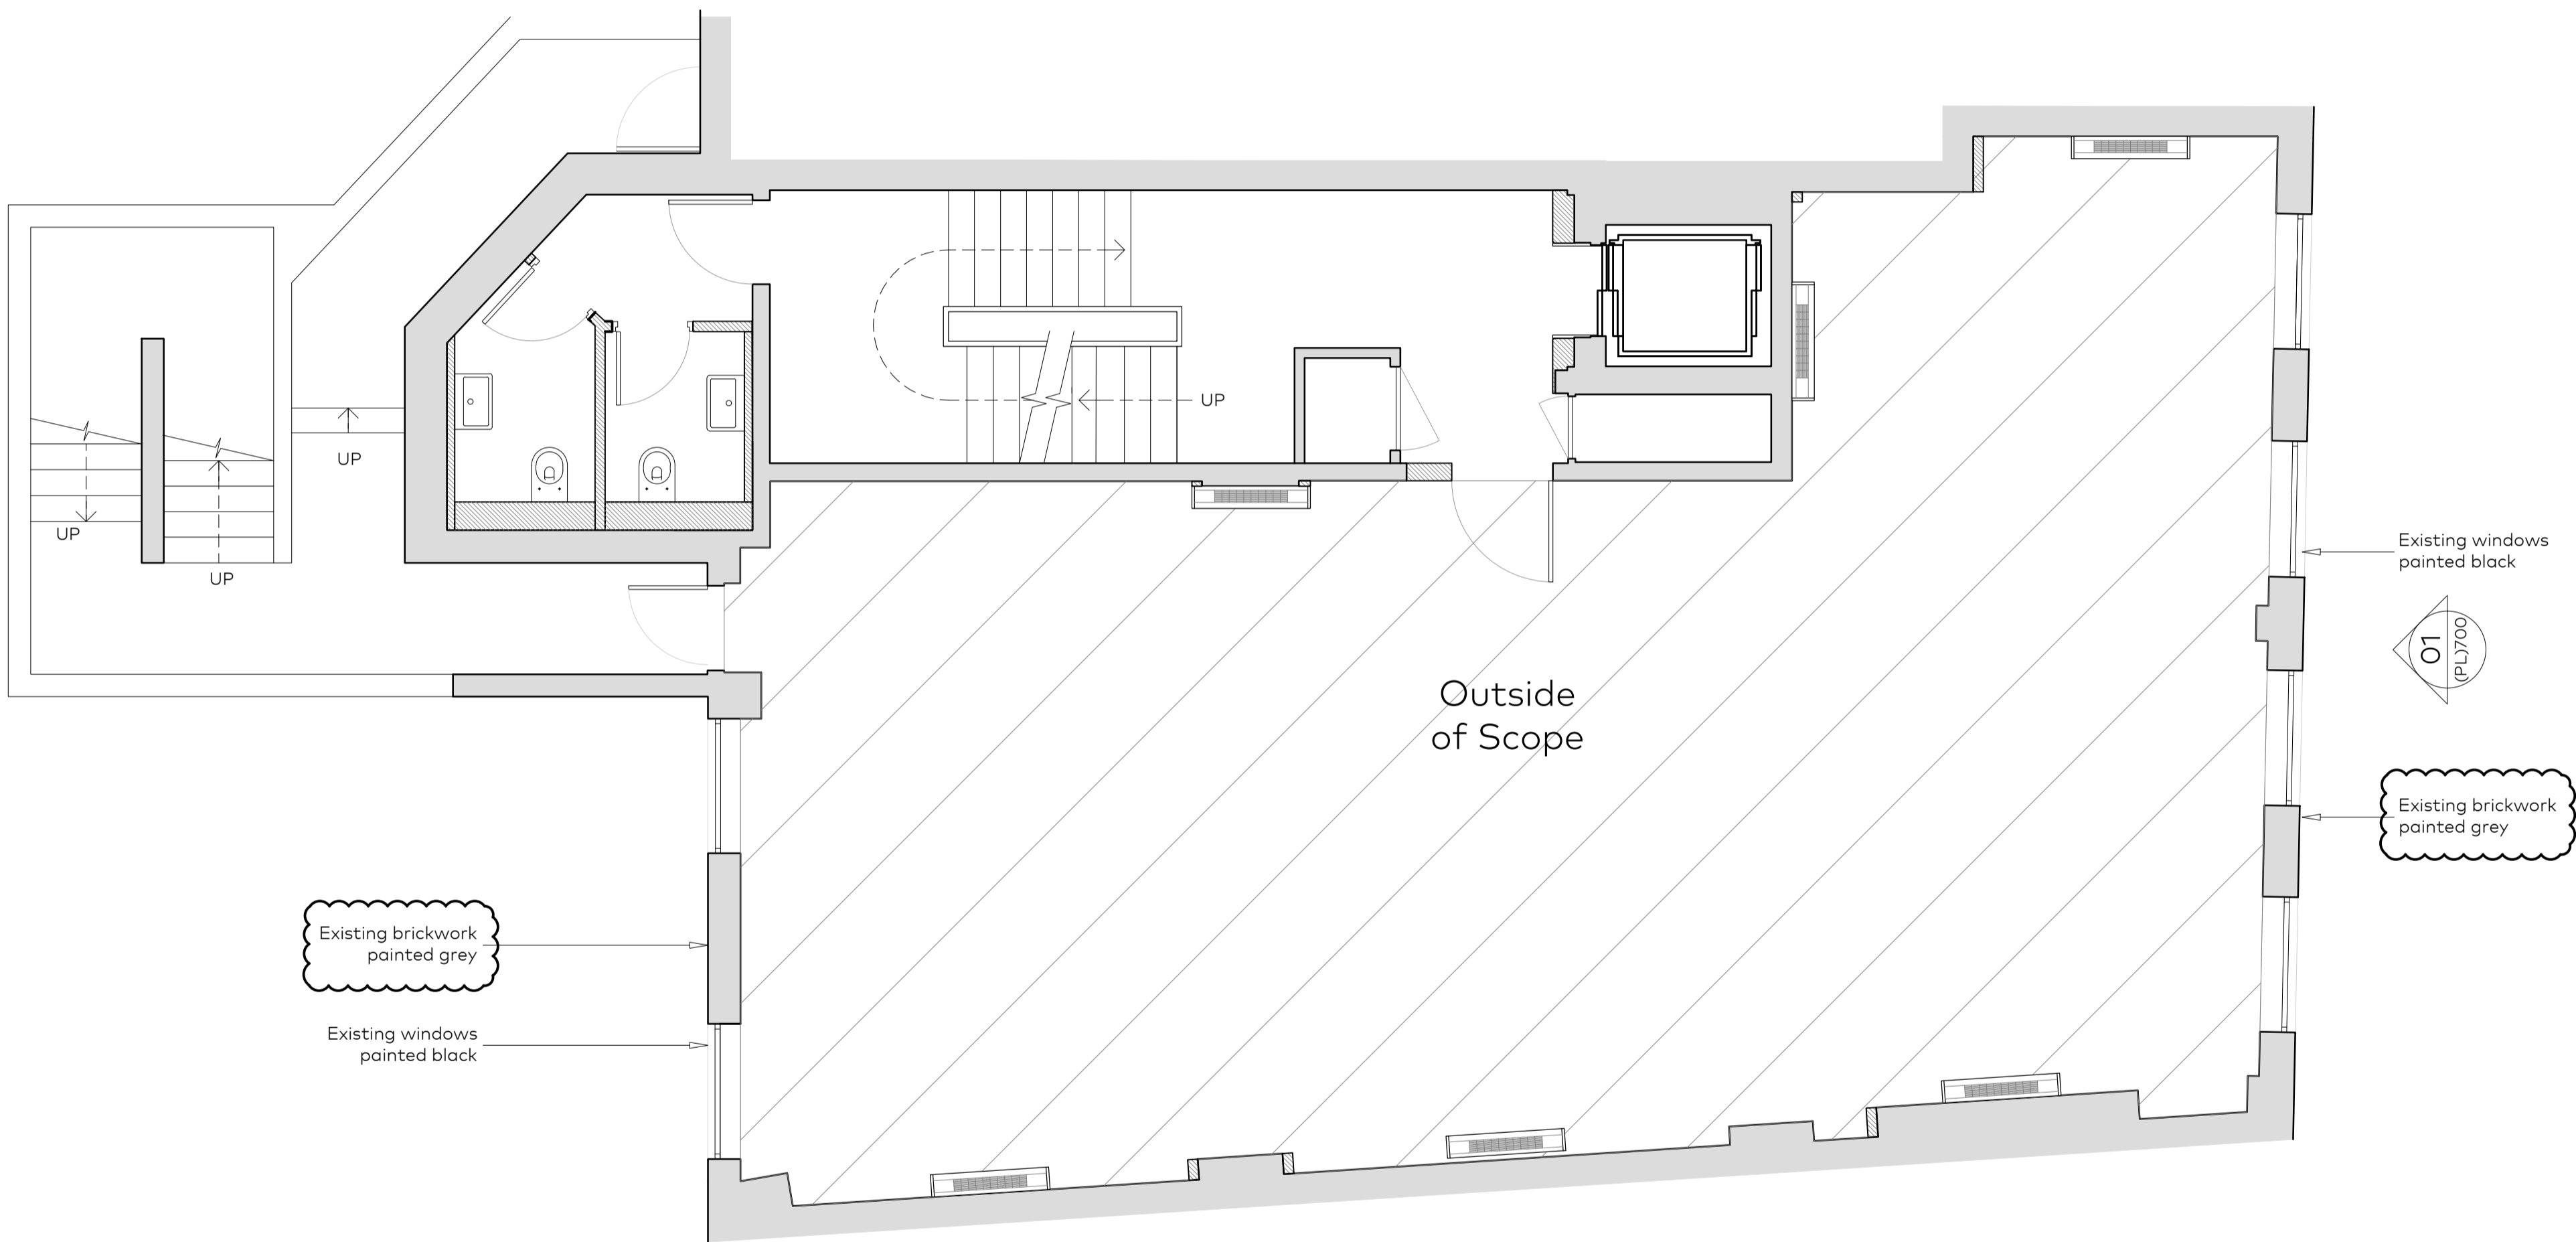 UP
UP
UP
UP
Existing windows
painted black
01
(PL)700
Outside
of Scope
Existing brickwork
painted grey
Existing brickwork
painted grey
Existing windows
painted black